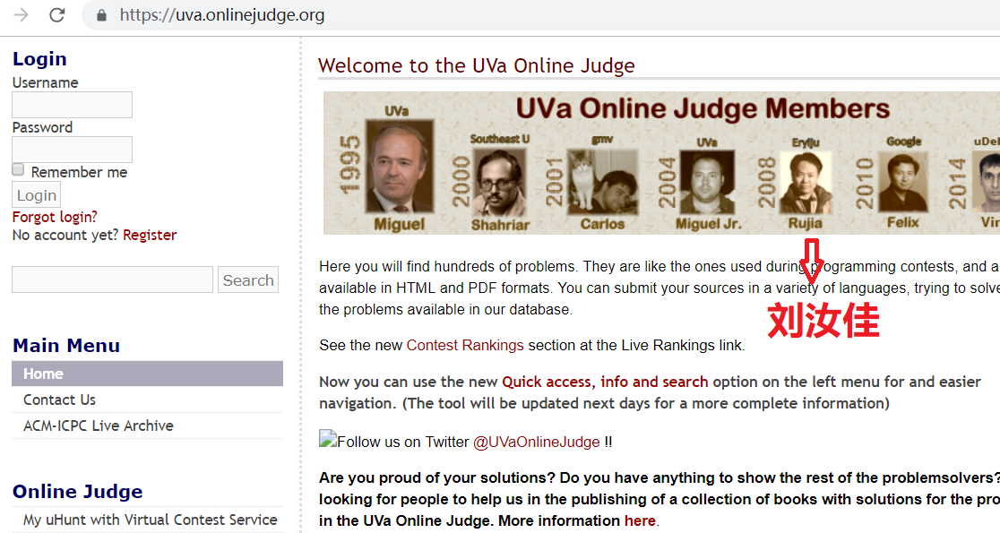 https://uva.onlinejudge.org
Login
Username
Password
Remember me
Login
Forgot login?
No account yet? Register
Search
Main Menu
Home
Contact Us
ACM-ICPC Live Archive
Online Judge
My uHunt with Virtual Contest Service
Welcome to the UVa Online Judge
UVa Online Judge Members
1995 UVa Miguel
2000 Southeast U Shahriar
2001 gmv Carlos
2004 UVa Miguel Jr.
2008 Erylju Rujia
2010 Google Felix
2014
Here you will find hundreds of problems. They are like the ones used during programming contests, and a
available in HTML and PDF formats. You can submit your sources in a variety of languages, trying to solve
the problems available in our database.
刘汝佳
See the new Contest Rankings section at the Live Rankings link.
Now you can use the new Quick access, info and search option on the left menu for and easier
navigation. (The tool will be updated next days for a more complete information)
Follow us on Twitter @UVaOnlineJudge !!
Are you proud of your solutions? Do you have anything to show the rest of the problemsolvers?
looking for people to help us in the publishing of a collection of books with solutions for the pro
in the UVa Online Judge. More information here.